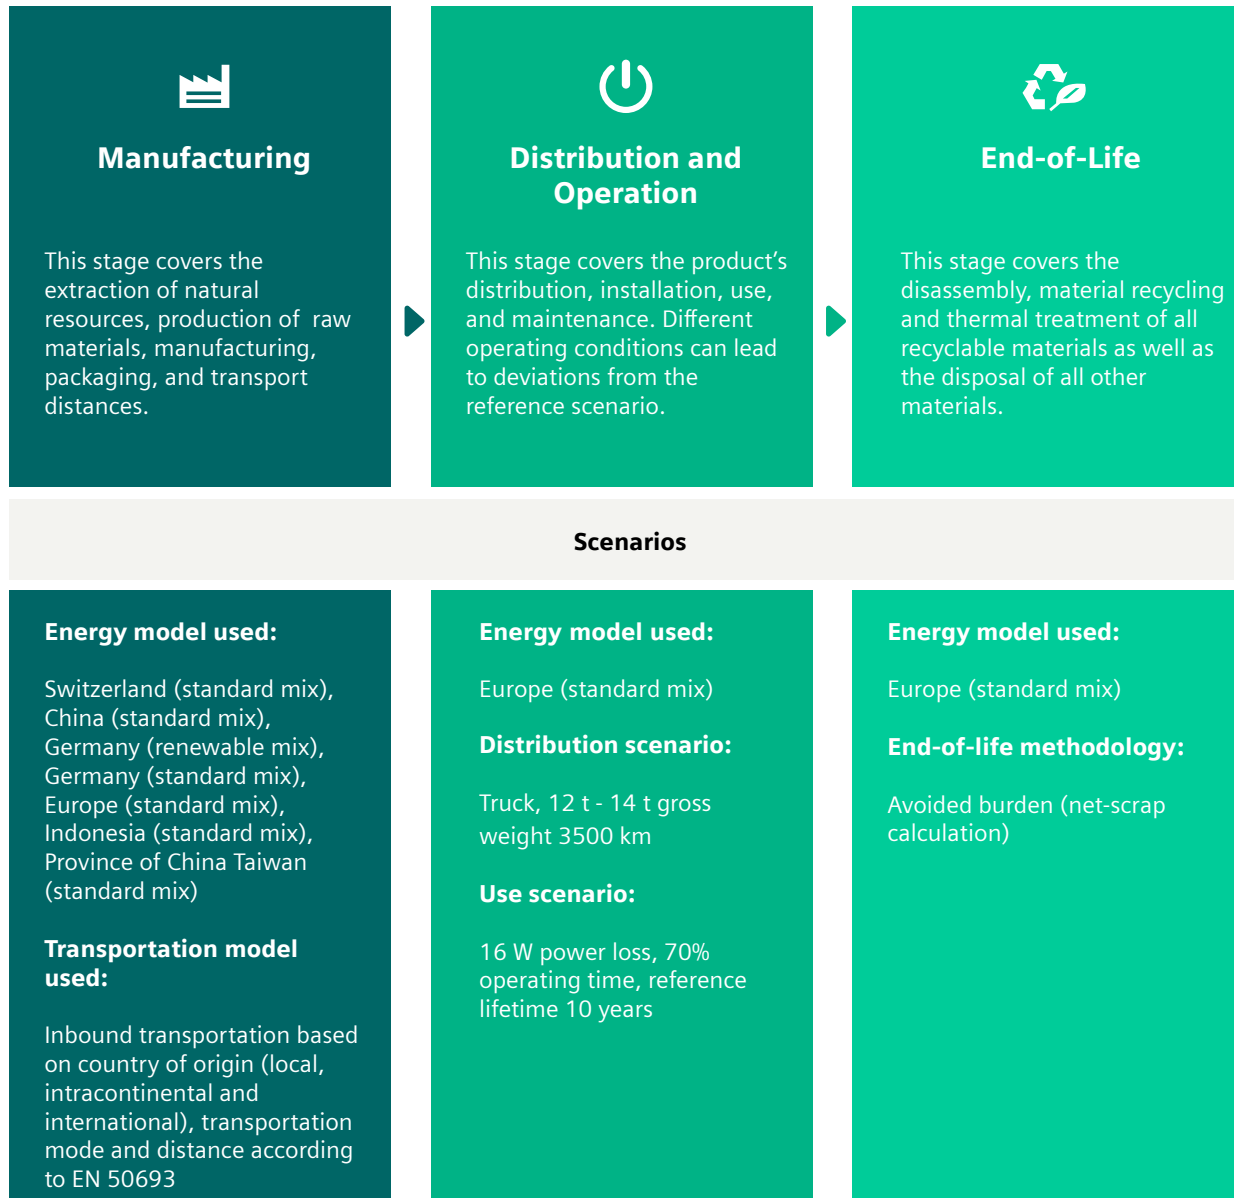 Manufacturing
This stage covers the
extraction of natural
resources, production of  raw
materials, manufacturing,
packaging, and transport
distances.
Distribution and
Operation
This stage covers the product’s
distribution, installation, use,
and maintenance. Different
operating conditions can lead
to deviations from the
reference scenario.
End-of-Life
This stage covers the
disassembly, material recycling
and thermal treatment of all
recyclable materials as well as
the disposal of all other
materials.
Scenarios
Energy model used:
Switzerland (standard mix),
China (standard mix),
Germany (renewable mix),
Germany (standard mix),
Europe (standard mix),
Indonesia (standard mix),
Province of China Taiwan
(standard mix)
Transportation model
used:
Inbound transportation based
on country of origin (local,
intracontinental and
international), transportation
mode and distance according
to EN 50693
Energy model used:
Europe (standard mix)
Distribution scenario:
Truck, 12 t - 14 t gross
weight 3500 km
Use scenario:
16 W power loss, 70%
operating time, reference
lifetime 10 years
Energy model used:
Europe (standard mix)
End-of-life methodology:
Avoided burden (net-scrap
calculation)